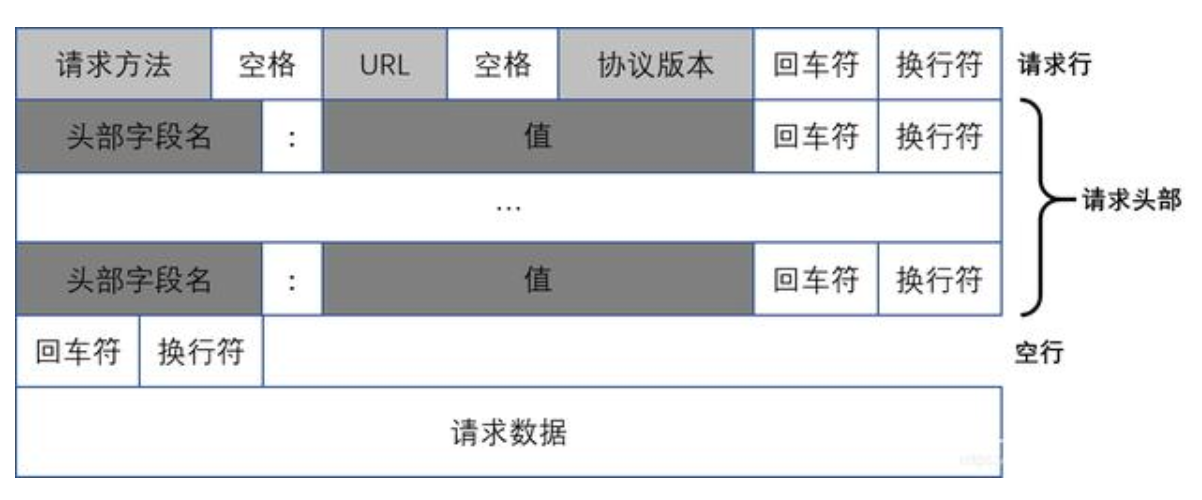 请求方法 空格 URL 空格 协议版本 回车符 换行符 请求行
头部字段名 : 值 回车符 换行符
...
请求头部
头部字段名 : 值 回车符 换行符
回车符 换行符 空行
请求数据